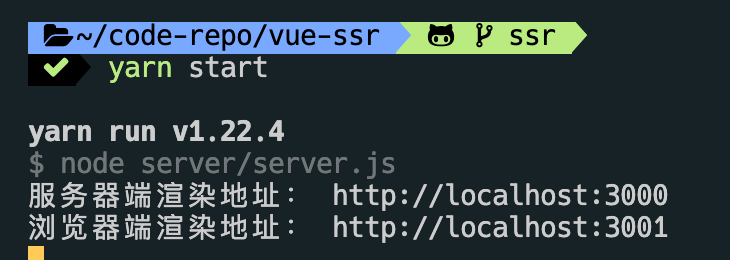 ~/code-repo/vue-ssr ssr
yarn start
yarn run v1.22.4
$ node server/server.js
服务器端渲染地址： http://localhost:3000
浏览器端渲染地址： http://localhost:3001